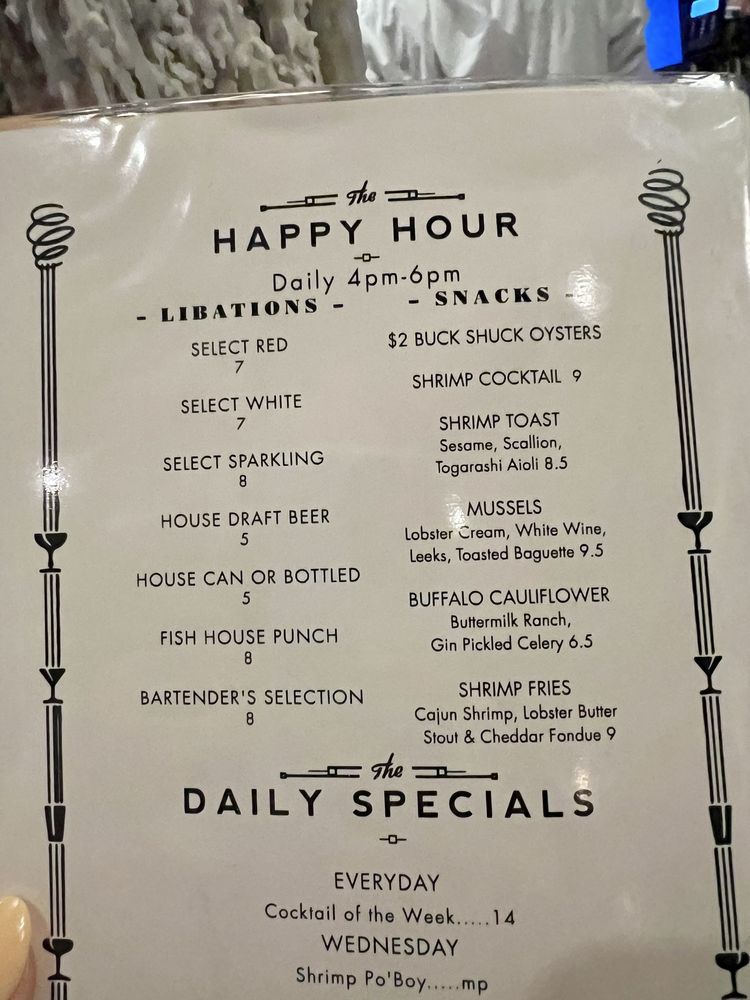 The
HAPPY HOUR
Daily 4pm-6pm
- LIBATIONS -
SELECT RED
7
SELECT WHITE
7
SELECT SPARKLING
8
HOUSE DRAFT BEER
5
HOUSE CAN OR BOTTLED
5
FISH HOUSE PUNCH
8
BARTENDER'S SELECTION
8
- SNACKS -
$2 BUCK SHUCK OYSTERS
SHRIMP COCKTAIL 9
SHRIMP TOAST
Sesame, Scallion,
Togarashi Aioli 8.5
MUSSELS
Lobster Cream, White Wine,
Leeks, Toasted Baguette 9.5
BUFFALO CAULIFLOWER
Buttermilk Ranch,
Gin Pickled Celery 6.5
SHRIMP FRIES
Cajun Shrimp, Lobster Butter
Stout & Cheddar Fondue 9
The
DAILY SPECIALS
EVERYDAY
Cocktail of the Week.....14
WEDNESDAY
Shrimp Po'Boy.....mp